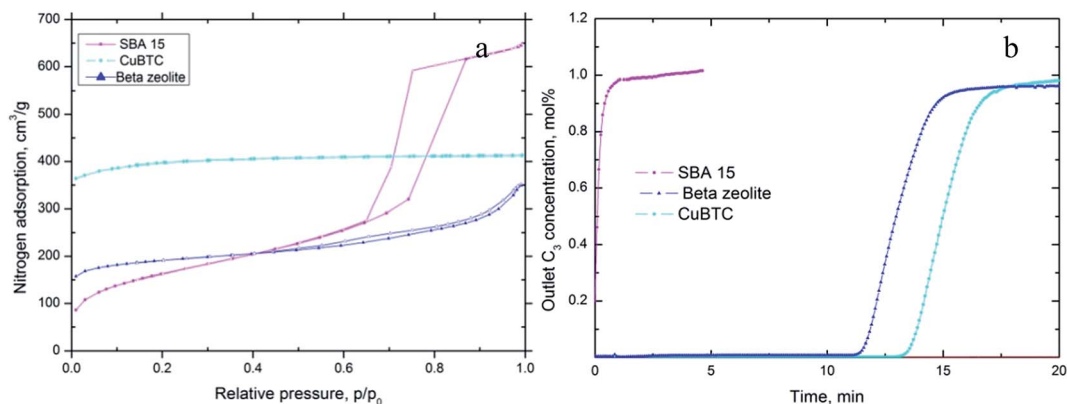 a
SBA 15
CuBTC
Beta zeolite
700
600
500
400
300
200
100
0
Nitrogen adsorption, cm³/g
0.0 0.2 0.4 0.6 0.8 1.0
Relative pressure, p/p₀
b
1.0
0.8
0.6
0.4
0.2
Outlet C₃ concentration, mol%
SBA 15
Beta zeolite
CuBTC
0 5 10 15 20
Time, min